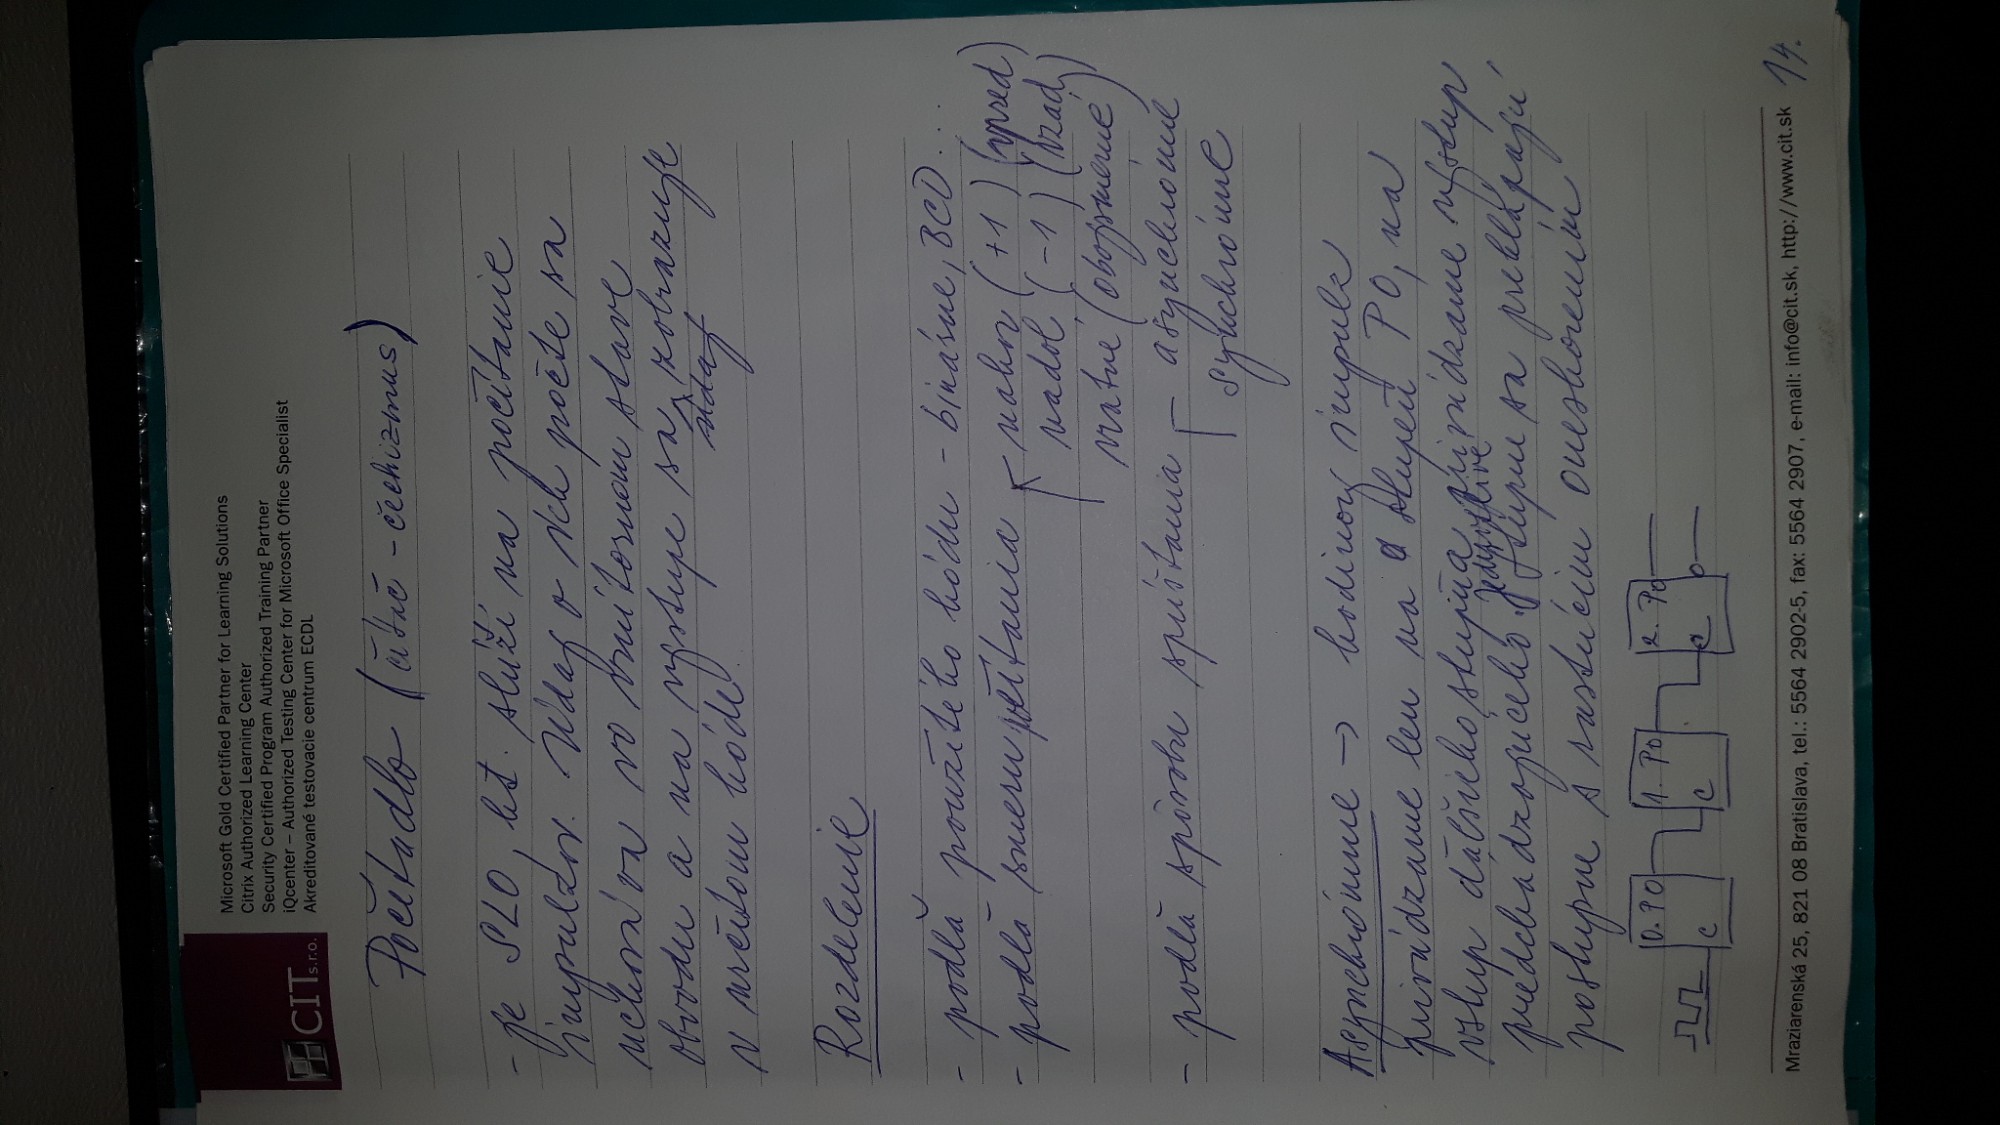 Microsoft Gold Certified Partner for Learning Solutions
Citrix Authorized Learning Center
Security Certified Program Authorized Training Partner
iQcenter – Authorized Testing Center for Microsoft Office Specialist
Akreditované testovacie centrum ECDL
CIT s.r.o.
Počítadlo (čítač – čechizmus)
- je SLO, kt. slúži na počítanie
impulzov. Údaj o ich počte sa
uchováva vo vnútornom stave
obvodu a na výstupe sa zobrazuje
údaj
v určitom kóde.
Rozdelenie
- podľa použitého kódu – binárne, BCD...
- podľa smeru počítania – nahor (+1) (vpred)
nadol (-1) (vzad)
vratné (obojsmerné)
- podľa spôsobu spúšťania – asynchrónne
synchrónne
Asynchrónne → hodinový impulz
privádzame len na 0 stupeň PO, na
vstup ďalšieho stupňa privádzame výstup
jednotlivé
predchádzajúceho. stupne sa preklápajú
postupne s rastúcim oneskorením
0. PO 1. PO 2. PO
C C C
Mraziarenská 25, 821 08 Bratislava, tel.: 5564 2902-5, fax: 5564 2907, e-mail: info@cit.sk, http://www.cit.sk 14.